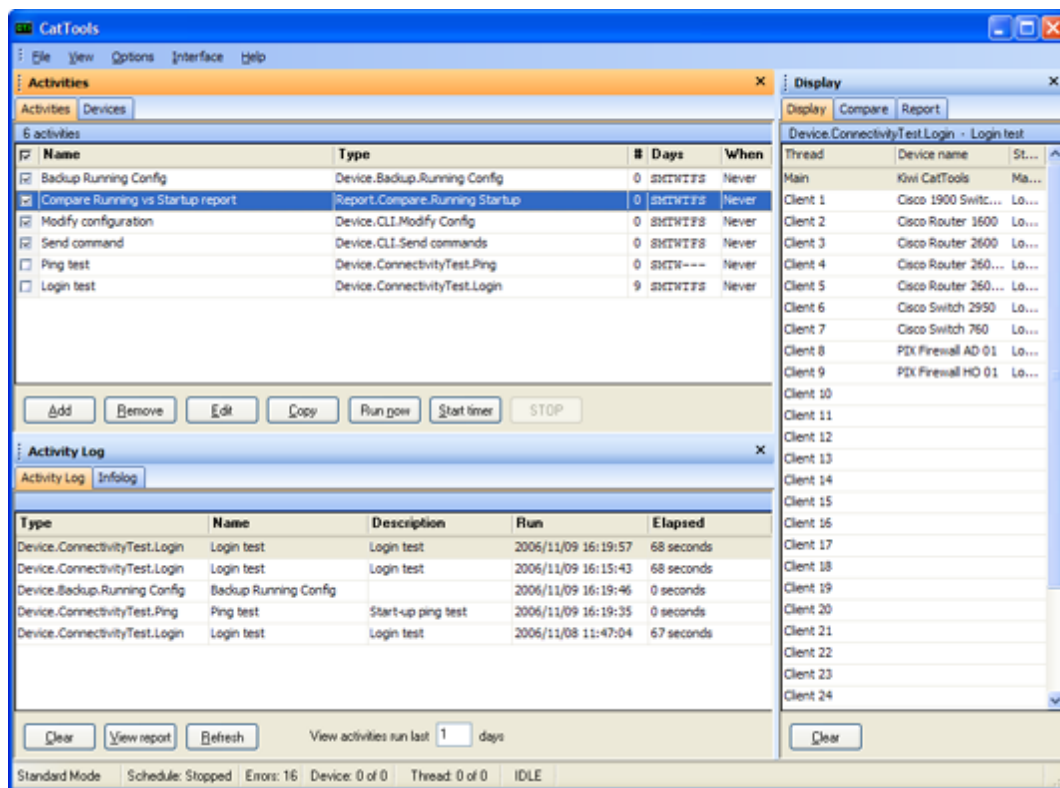 CatTools
File View Options Interface Help
Activities
Activities Devices
6 activities
Name Type # Days When
Backup Running Config Device.Backup.Running Config 0 SMTWTFS Never
Compare Running vs Startup report Report.Compare.Running Startup 0 SMTWTFS Never
Modify configuration Device.CLI.Modify Config 0 SMTWTFS Never
Send command Device.CLI.Send commands 0 SMTWTFS Never
Ping test Device.ConnectivityTest.Ping 0 SMTW--- Never
Login test Device.ConnectivityTest.Login 9 SMTWTFS Never
Add Remove Edit Copy Run now Start timer STOP
Activity Log
Activity Log Infolog
Type Name Description Run Elapsed
Device.ConnectivityTest.Login Login test Login test 2006/11/09 16:19:57 68 seconds
Device.ConnectivityTest.Login Login test Login test 2006/11/09 16:15:43 68 seconds
Device.Backup.Running Config Backup Running Config 2006/11/09 16:19:46 0 seconds
Device.ConnectivityTest.Ping Ping test Start-up ping test 2006/11/09 16:19:35 0 seconds
Device.ConnectivityTest.Login Login test Login test 2006/11/08 11:47:04 67 seconds
Clear View report Refresh View activities run last 1 days
Display
Display Compare Report
Device.ConnectivityTest.Login - Login test
Thread Device name St...
Main Kiwi CatTools Ma...
Client 1 Cisco 1900 Switc... Lo...
Client 2 Cisco Router 1600 Lo...
Client 3 Cisco Router 2600 Lo...
Client 4 Cisco Router 260... Lo...
Client 5 Cisco Router 260... Lo...
Client 6 Cisco Switch 2950 Lo...
Client 7 Cisco Switch 760 Lo...
Client 8 PIX Firewall AD 01 Lo...
Client 9 PIX Firewall HO 01 Lo...
Client 10
Client 11
Client 12
Client 13
Client 14
Client 15
Client 16
Client 17
Client 18
Client 19
Client 20
Client 21
Client 22
Client 23
Client 24
Clear
Standard Mode Schedule: Stopped Errors: 16 Device: 0 of 0 Thread: 0 of 0 IDLE